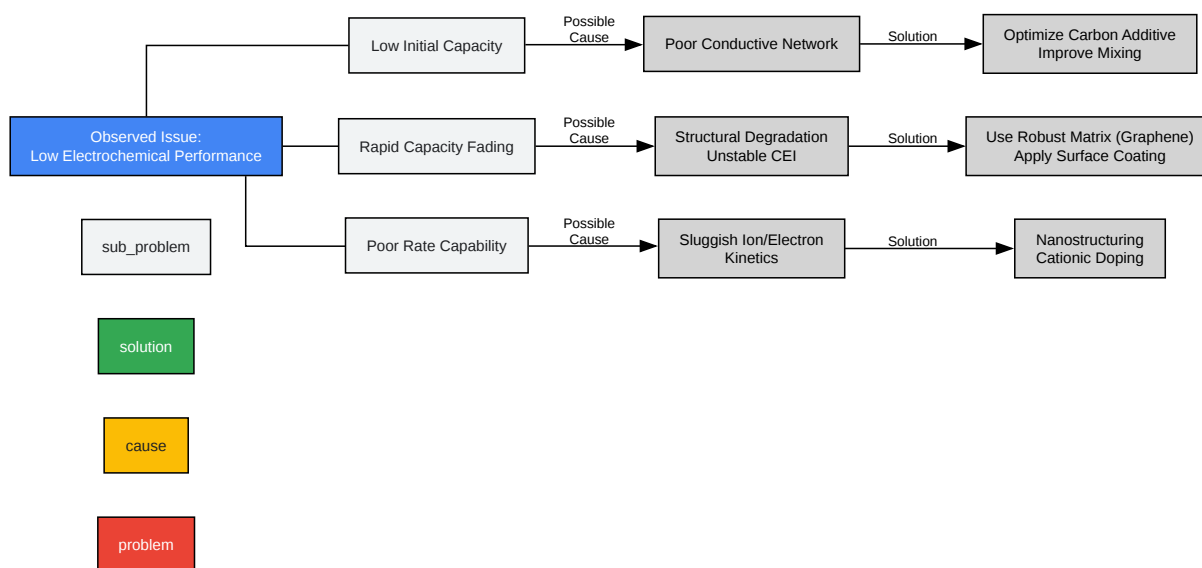 Low Initial Capacity
Possible
Cause
Poor Conductive Network
Solution
Optimize Carbon Additive
Improve Mixing
Observed Issue:
Low Electrochemical Performance
Rapid Capacity Fading
Possible
Cause
Structural Degradation
Unstable CEI
Solution
Use Robust Matrix (Graphene)
Apply Surface Coating
sub_problem
Poor Rate Capability
Possible
Cause
Sluggish Ion/Electron
Kinetics
Solution
Nanostructuring
Cationic Doping
solution
cause
problem